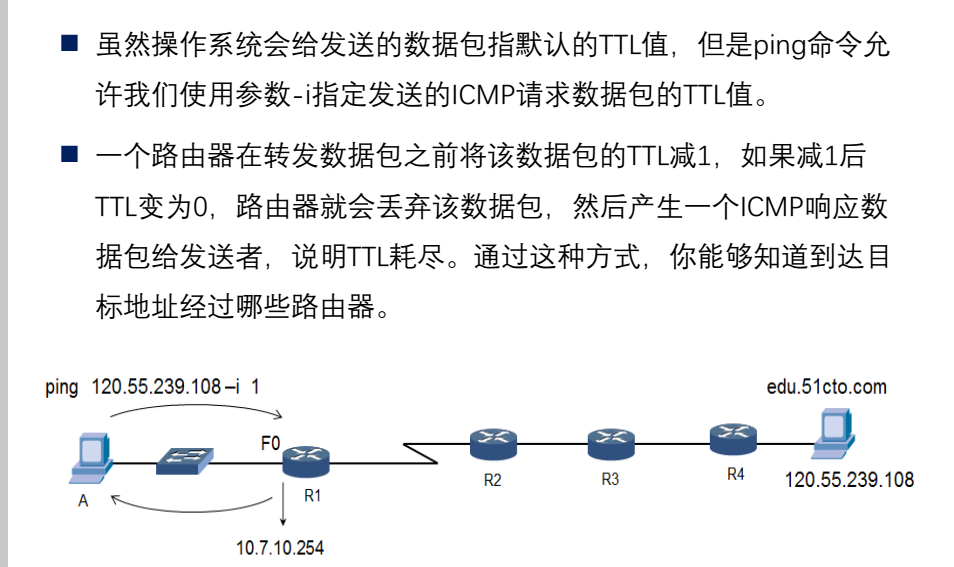 虽然操作系统会给发送的数据包指默认的TTL值，但是ping命令允
许我们使用参数-i指定发送的ICMP请求数据包的TTL值。
一个路由器在转发数据包之前将该数据包的TTL减1，如果减1后
TTL变为0，路由器就会丢弃该数据包，然后产生一个ICMP响应数
据包给发送者，说明TTL耗尽。通过这种方式，你能够知道到达目
标地址经过哪些路由器。
ping 120.55.239.108 –i 1
edu.51cto.com
F0
A
R1
R2
R3
R4
120.55.239.108
10.7.10.254